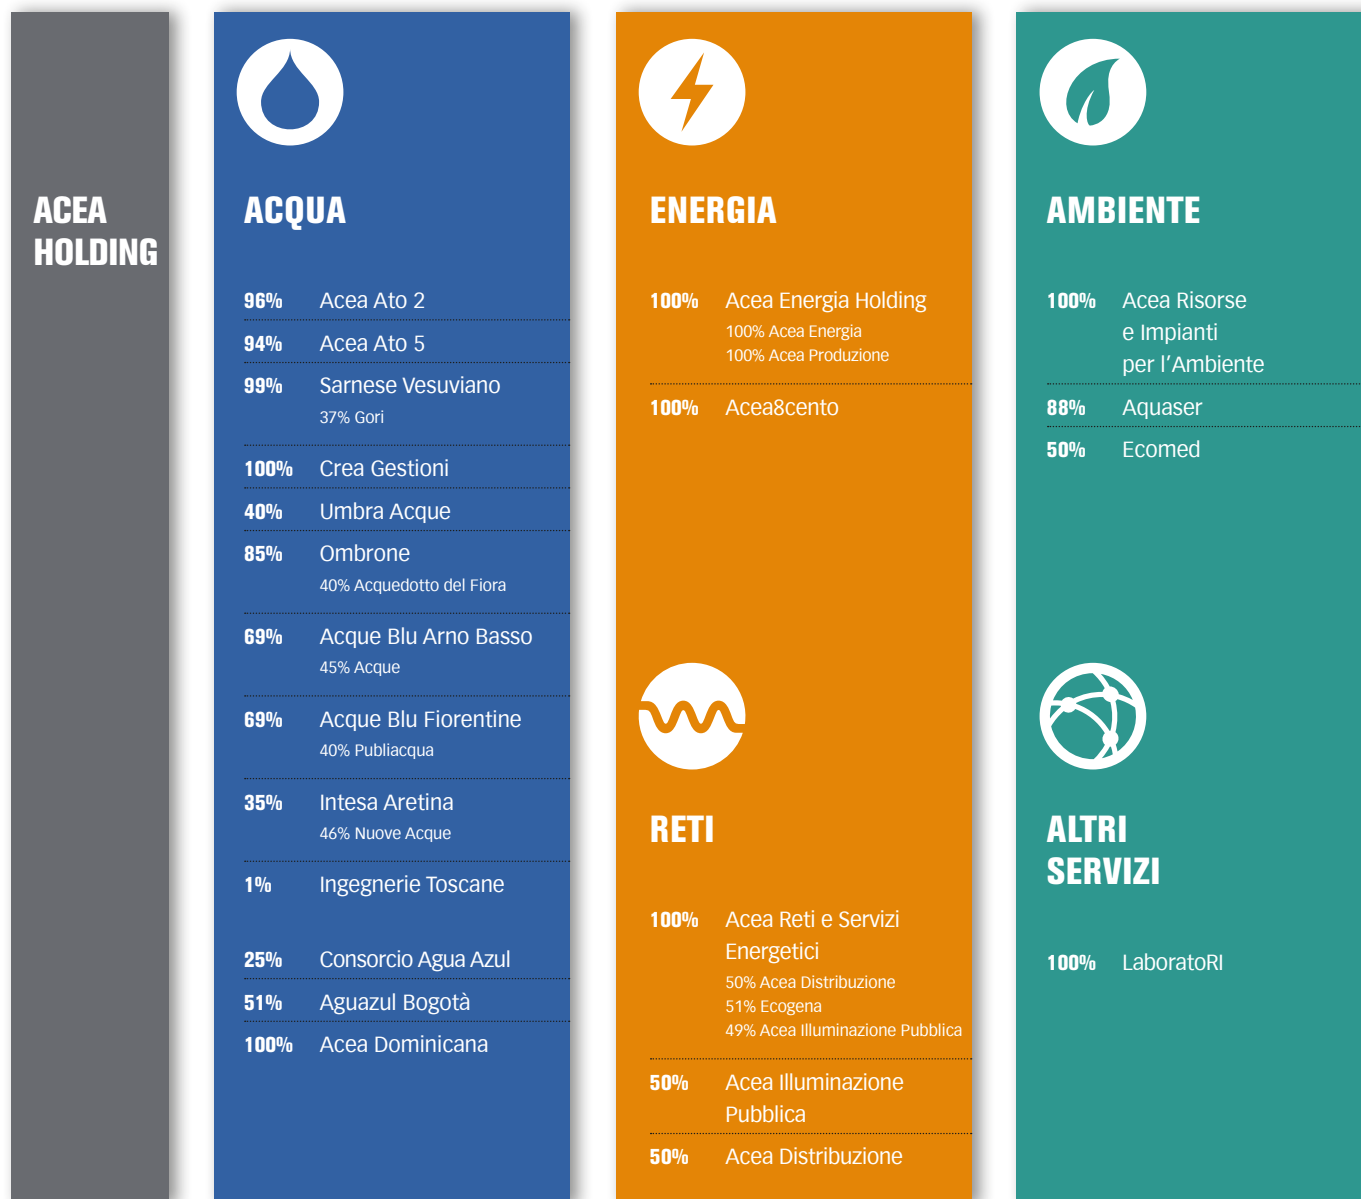 ACEA
HOLDING
ACQUA
96% Acea Ato 2
94% Acea Ato 5
99% Sarnese Vesuviano
37% Gori
100% Crea Gestioni
40% Umbra Acque
85% Ombrone
40% Acquedotto del Fiora
69% Acque Blu Arno Basso
45% Acque
69% Acque Blu Fiorentine
40% Publiacqua
35% Intesa Aretina
46% Nuove Acque
1% Ingegnerie Toscane
25% Consorcio Agua Azul
51% Aguazul Bogotà
100% Acea Dominicana
ENERGIA
100% Acea Energia Holding
100% Acea Energia
100% Acea Produzione
100% Acea8cento
RETI
100% Acea Reti e Servizi
Energetici
50% Acea Distribuzione
51% Ecogena
49% Acea Illuminazione Pubblica
50% Acea Illuminazione
Pubblica
50% Acea Distribuzione
AMBIENTE
100% Acea Risorse
e Impianti
per l'Ambiente
88% Aquaser
50% Ecomed
ALTRI
SERVIZI
100% LaboratoRI